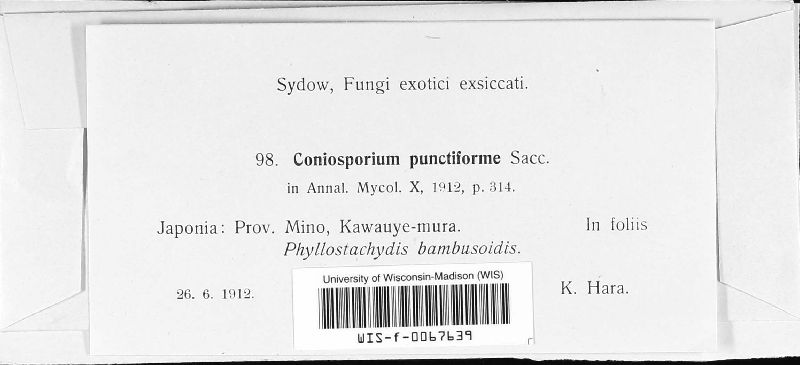 Sydow, Fungi exotici exsiccati.
98. Coniosporium punctiforme Sacc.
in Annal. Mycol. X, 1912, p. 314.
Japonia: Prov. Mino, Kawauye-mura. In foliis
Phyllostachydis bambusoidis.
26. 6. 1912. K. Hara.
University of Wisconsin-Madison (WIS)
WIS-f-0067639